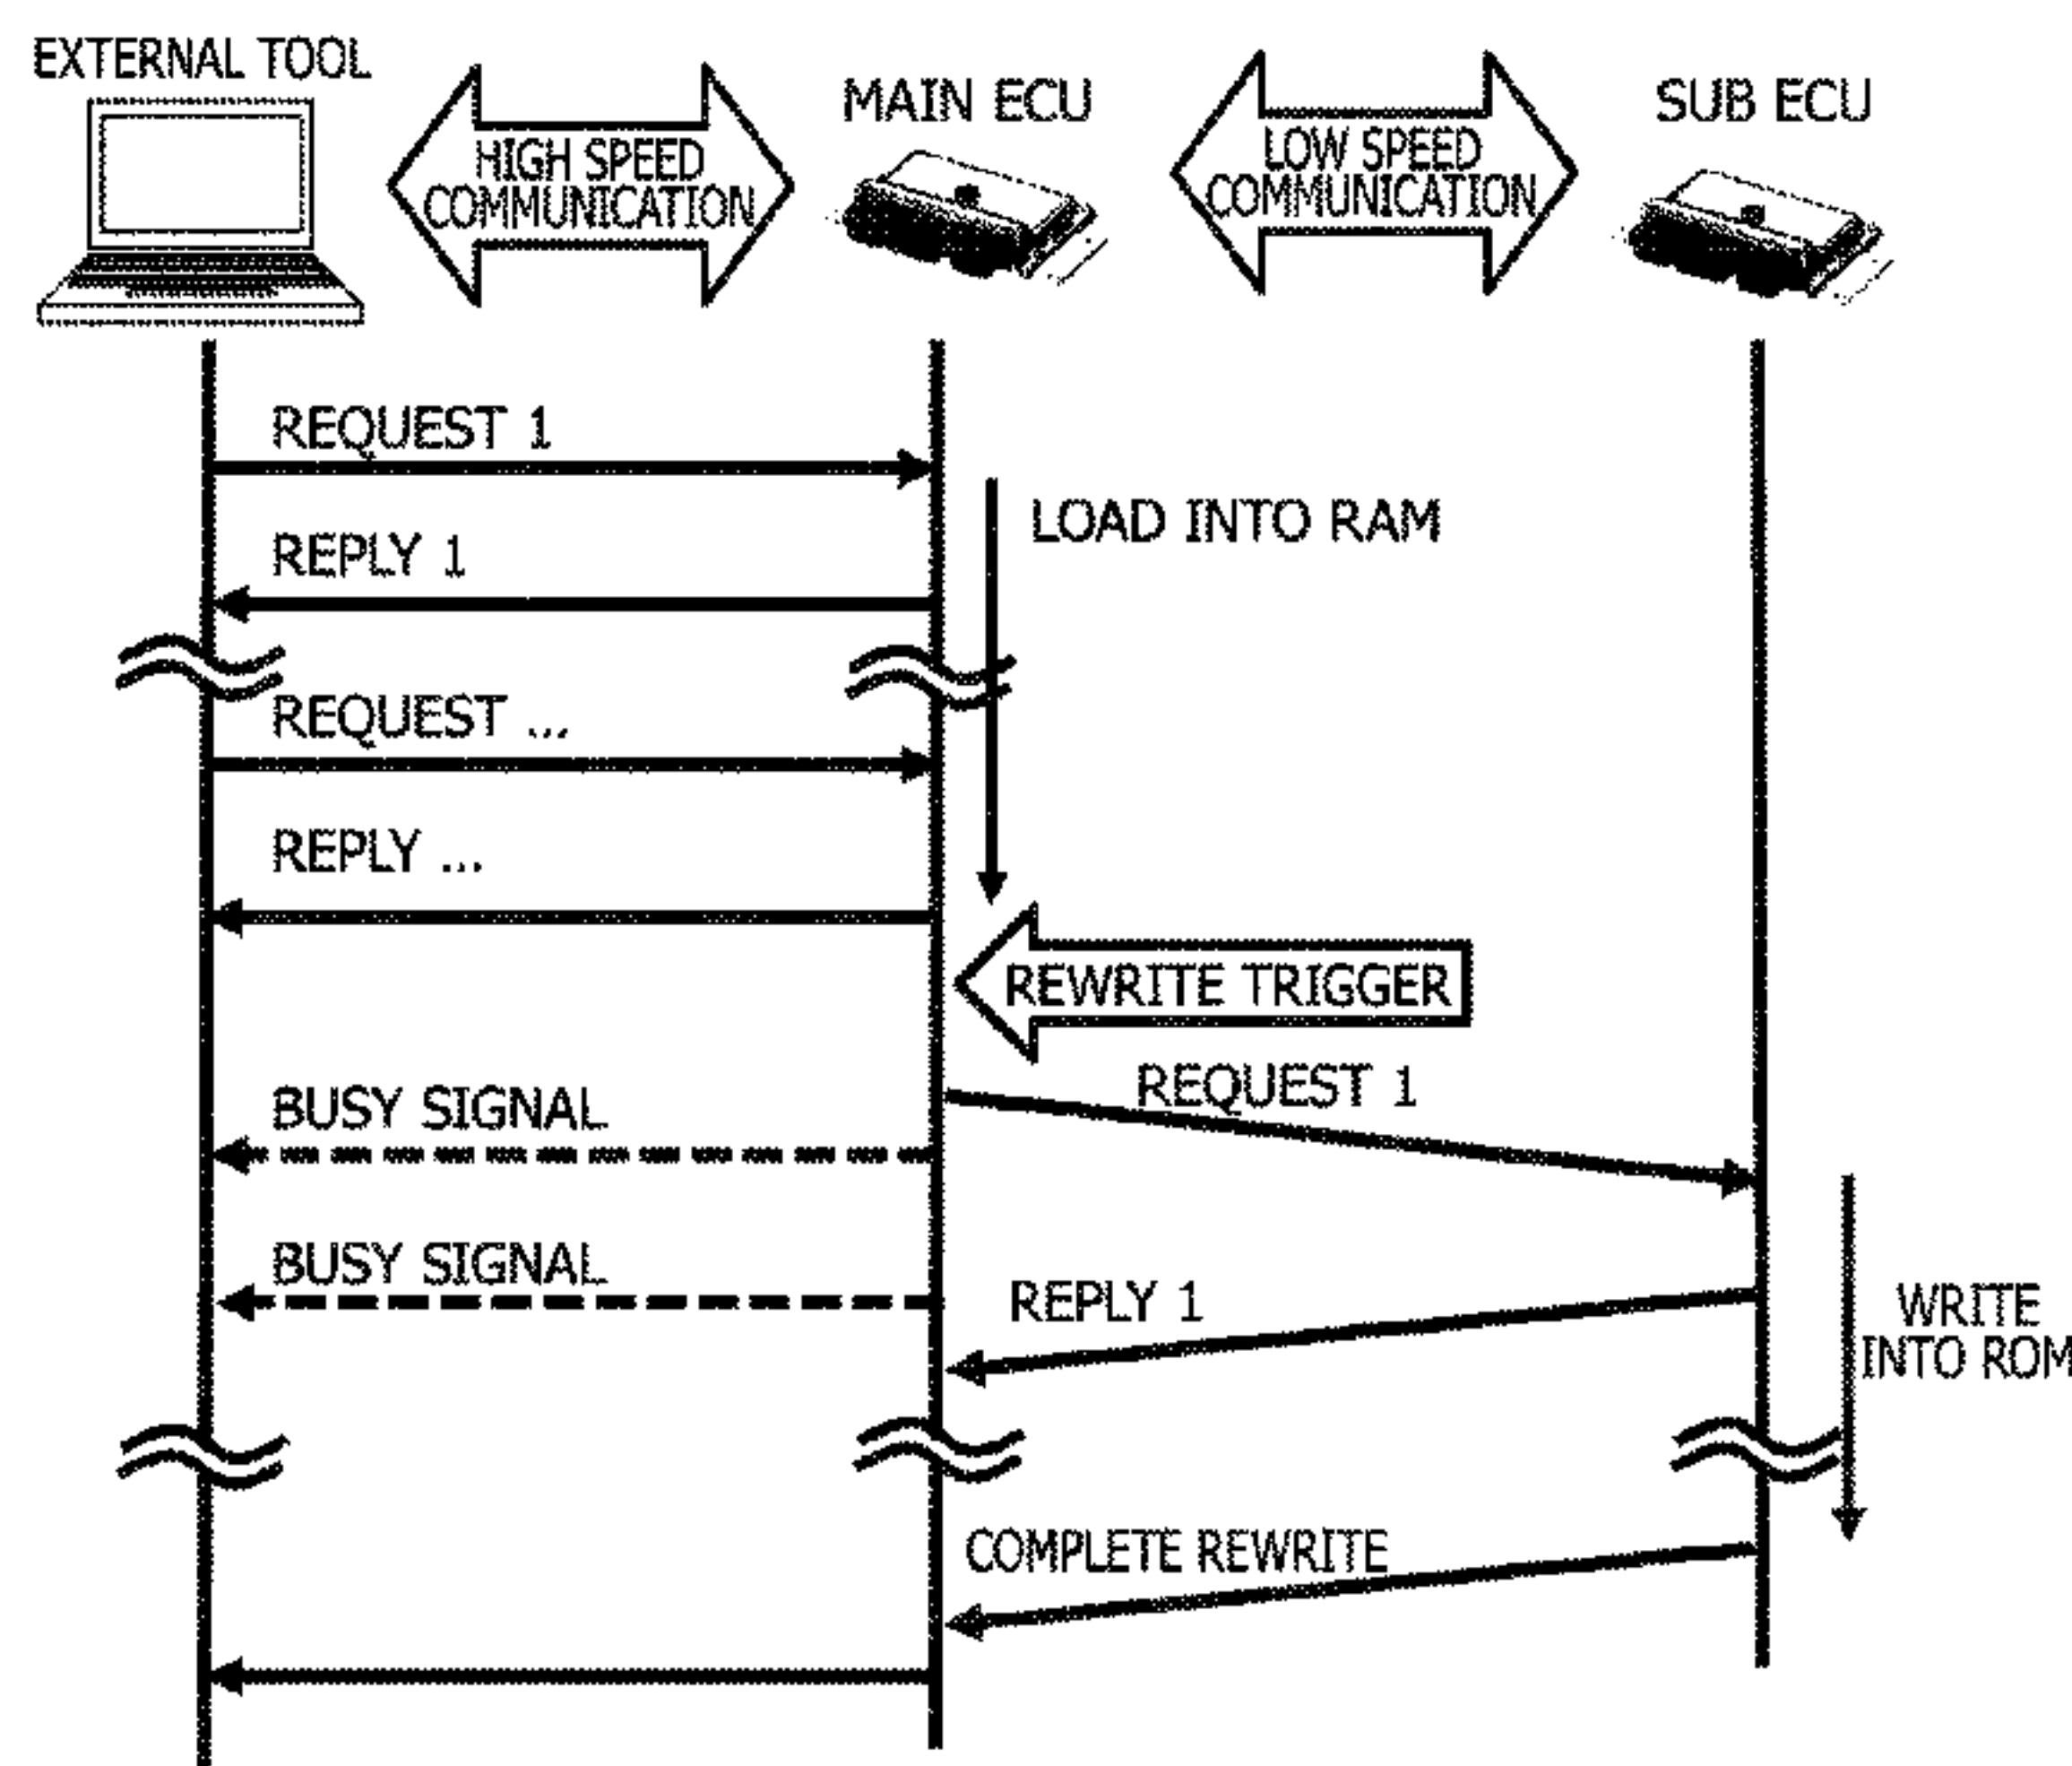 EXTERNAL TOOL
HIGH SPEED
COMMUNICATION
MAIN ECU
LOW SPEED
COMMUNICATION
SUB ECU
REQUEST 1
LOAD INTO RAM
REPLY 1
REQUEST ...
REPLY ...
REWRITE TRIGGER
REQUEST 1
BUSY SIGNAL
BUSY SIGNAL
REPLY 1
WRITE
INTO ROM
COMPLETE REWRITE